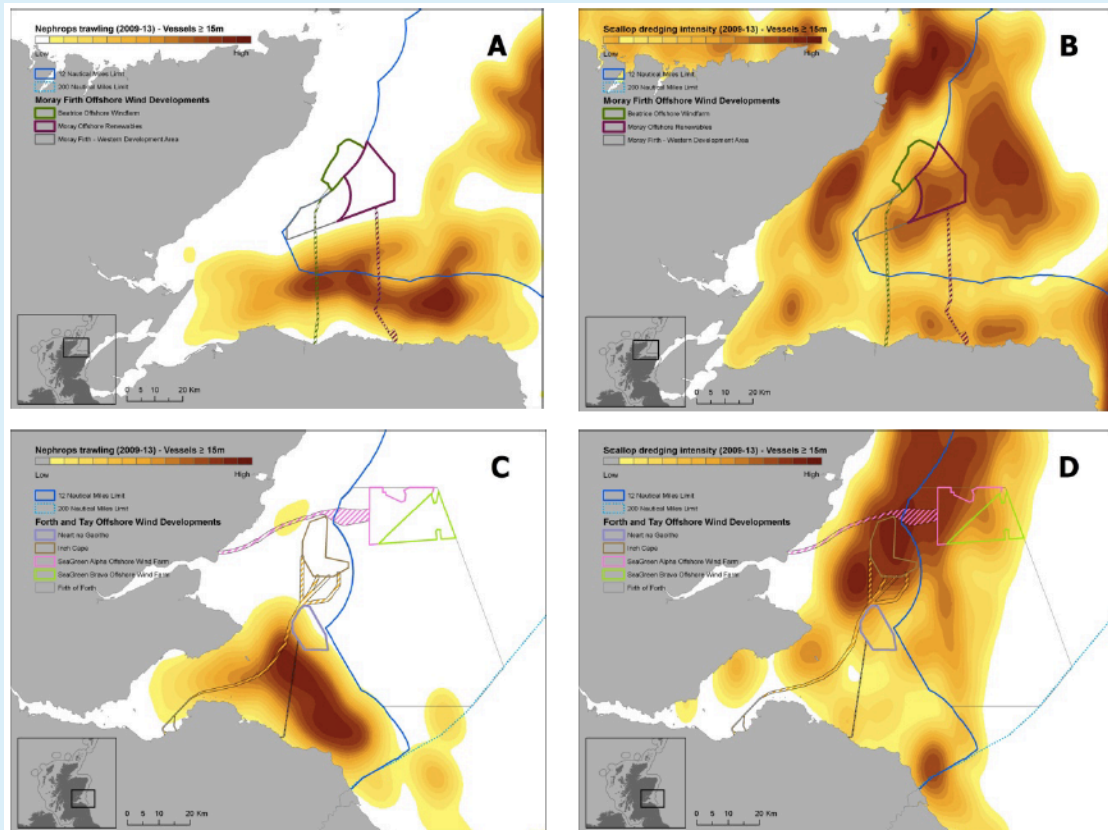 Nephrops trawling (2009-13) - Vessels ≥ 15m
A
Low
High
12 Nautical Miles Limit
200 Nautical Miles Limit
Moray Firth Offshore Wind Developments
Beatrice Offshore Windfarm
Moray Offshore Renewables
Moray Firth - Western Development Area
0 5 10 20 Km
Scallop dredging intensity (2009-13) - Vessels ≥ 15m
B
Low
High
12 Nautical Miles Limit
200 Nautical Miles Limit
Moray Firth Offshore Wind Developments
Beatrice Offshore Windfarm
Moray Offshore Renewables
Moray Firth - Western Development Area
0 5 10 20 Km
Nephrops trawling (2009-13) - Vessels ≥ 15m
C
Low
High
12 Nautical Miles Limit
200 Nautical Miles Limit
Forth and Tay Offshore Wind Developments
Neart na Gaoithe
Inch Cape
SeaGreen Alpha Offshore Wind Farm
SeaGreen Bravo Offshore Wind Farm
Firth of Forth
0 5 10 20 Km
Scallop dredging intensity (2009-13) - Vessels ≥ 15m
D
Low
High
12 Nautical Miles Limit
200 Nautical Miles Limit
Forth and Tay Offshore Wind Developments
Neart na Gaoithe
Inch Cape
SeaGreen Alpha Offshore Wind Farm
SeaGreen Bravo Offshore Wind Farm
Firth of Forth
0 5 10 20 Km